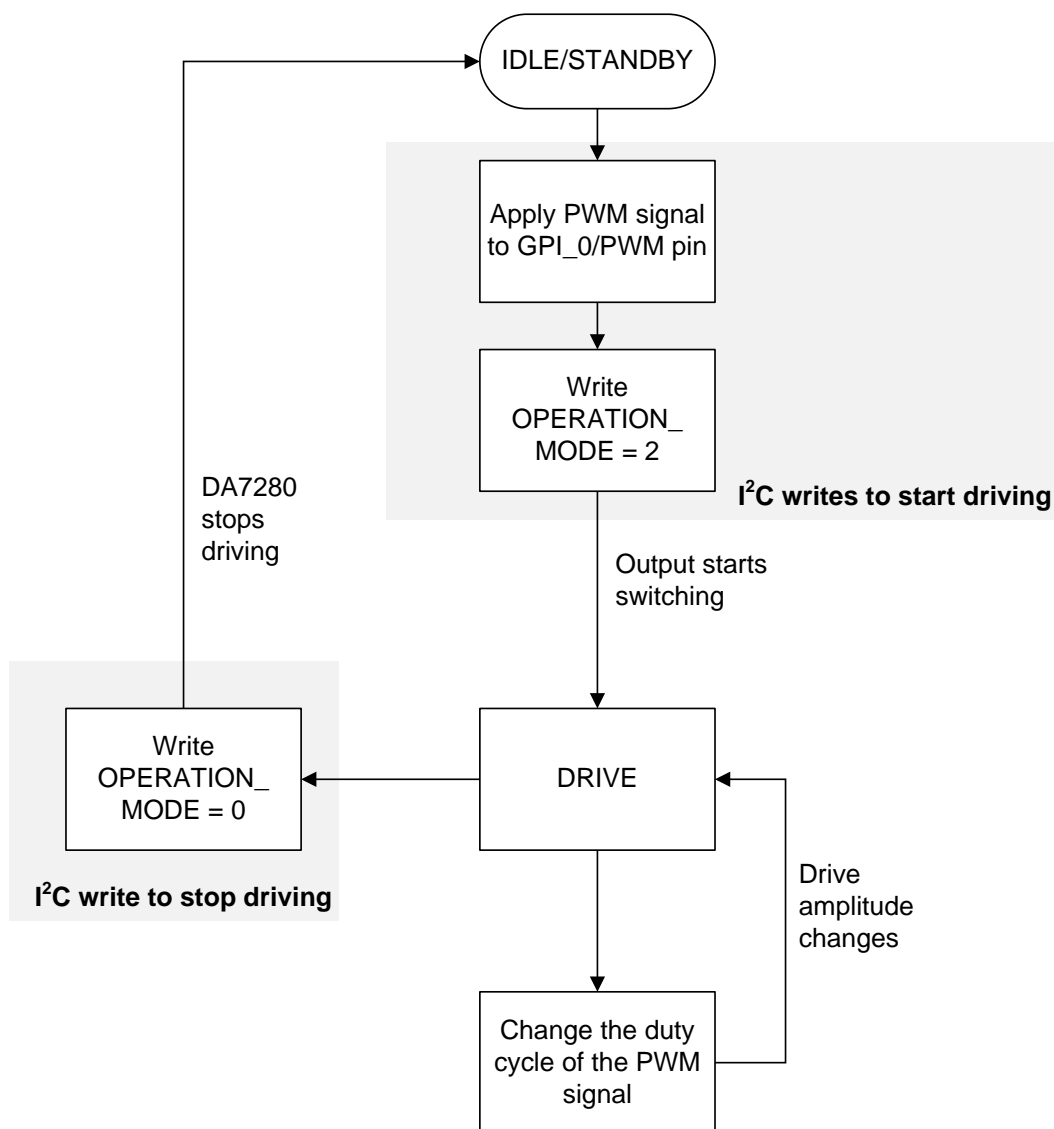 IDLE/STANDBY
Apply PWM signal
to GPI_0/PWM pin
Write
OPERATION_
MODE = 2
I²C writes to start driving
DA7280
stops
driving
Output starts
switching
Write
OPERATION_
MODE = 0
I²C write to stop driving
DRIVE
Drive
amplitude
changes
Change the duty
cycle of the PWM
signal